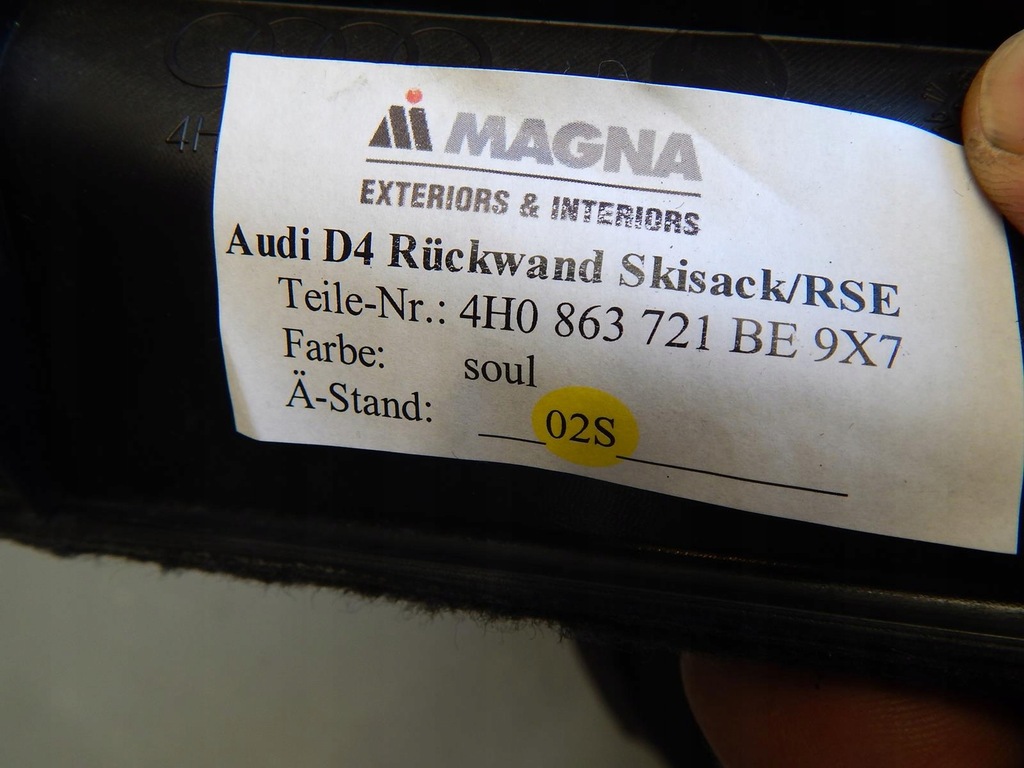 4H
MAGNA
EXTERIORS & INTERIORS
Audi D4 Rückwand Skisack/RSE
Teile-Nr.: 4H0 863 721 BE 9X7
Farbe: soul
Ä-Stand: 02S